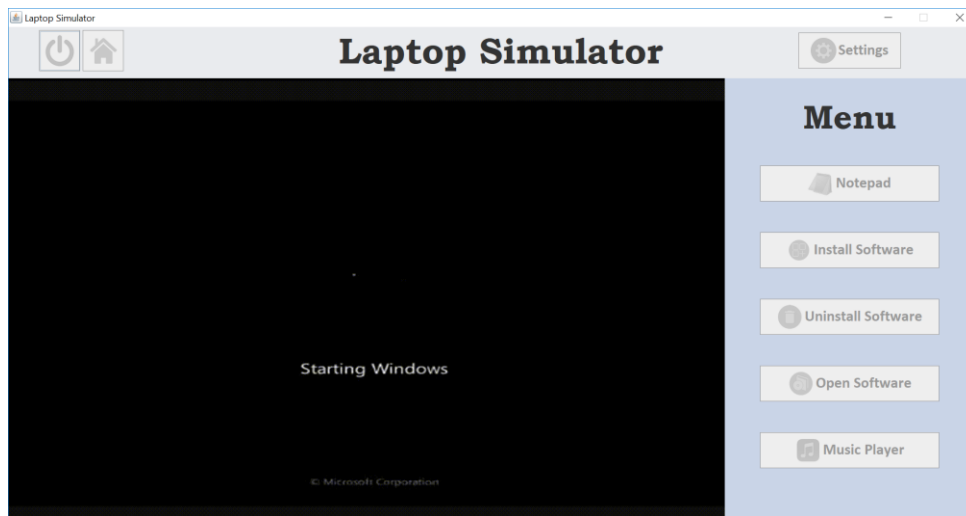 Laptop Simulator
Laptop Simulator
Settings
Menu
Notepad
Install Software
Uninstall Software
Open Software
Music Player
Starting Windows
© Microsoft Corporation